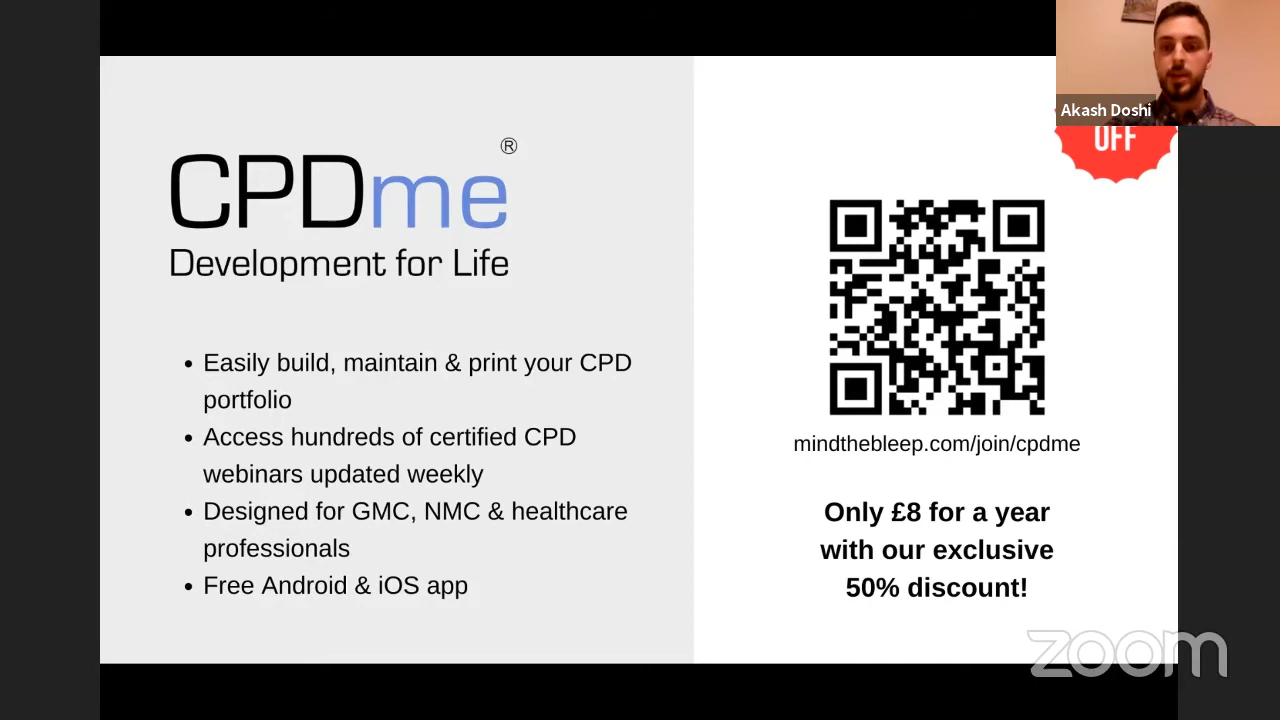 Akash Doshi
OFF
CPDme®
Development for Life
• Easily build, maintain & print your CPD
portfolio
• Access hundreds of certified CPD
webinars updated weekly
• Designed for GMC, NMC & healthcare
professionals
• Free Android & iOS app
mindthebleep.com/join/cpdme
Only £8 for a year
with our exclusive
50% discount!
zoom